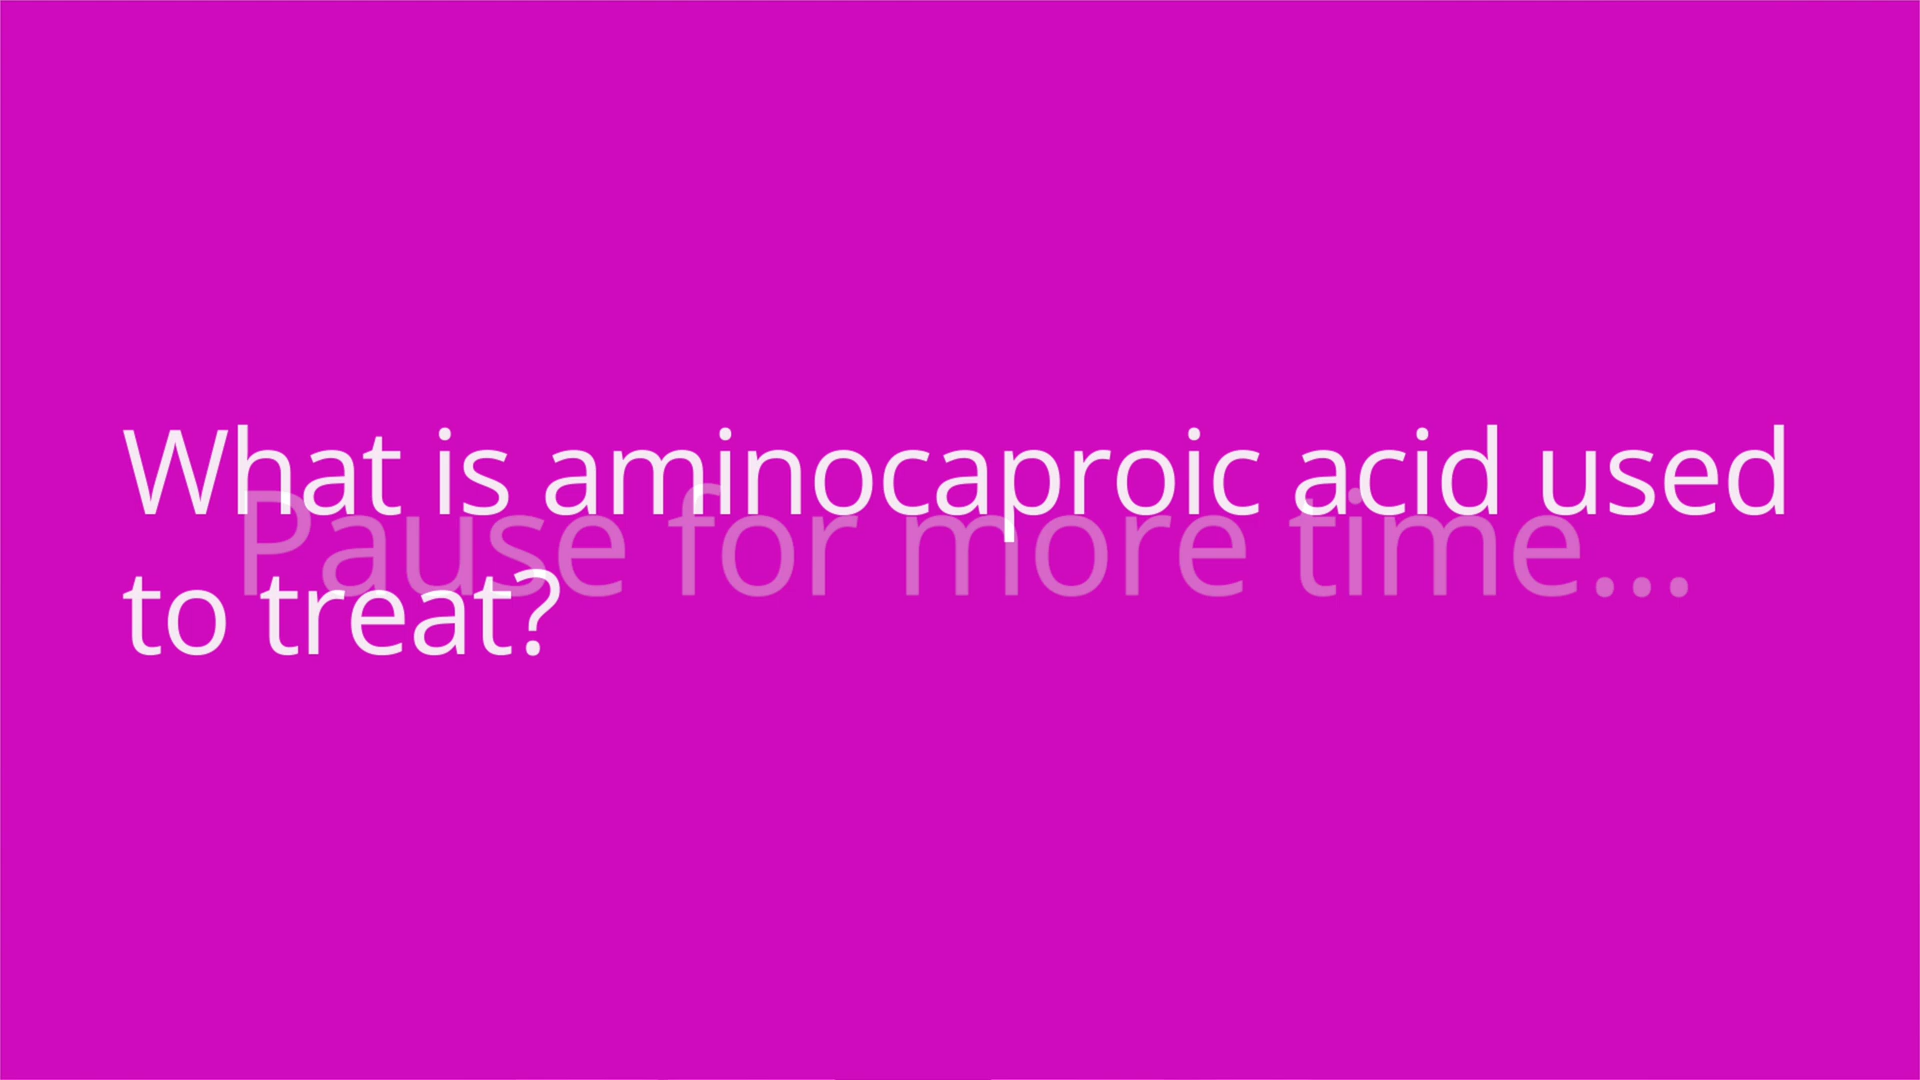 What is aminocaproic acid used
Pause for more time...
to treat?